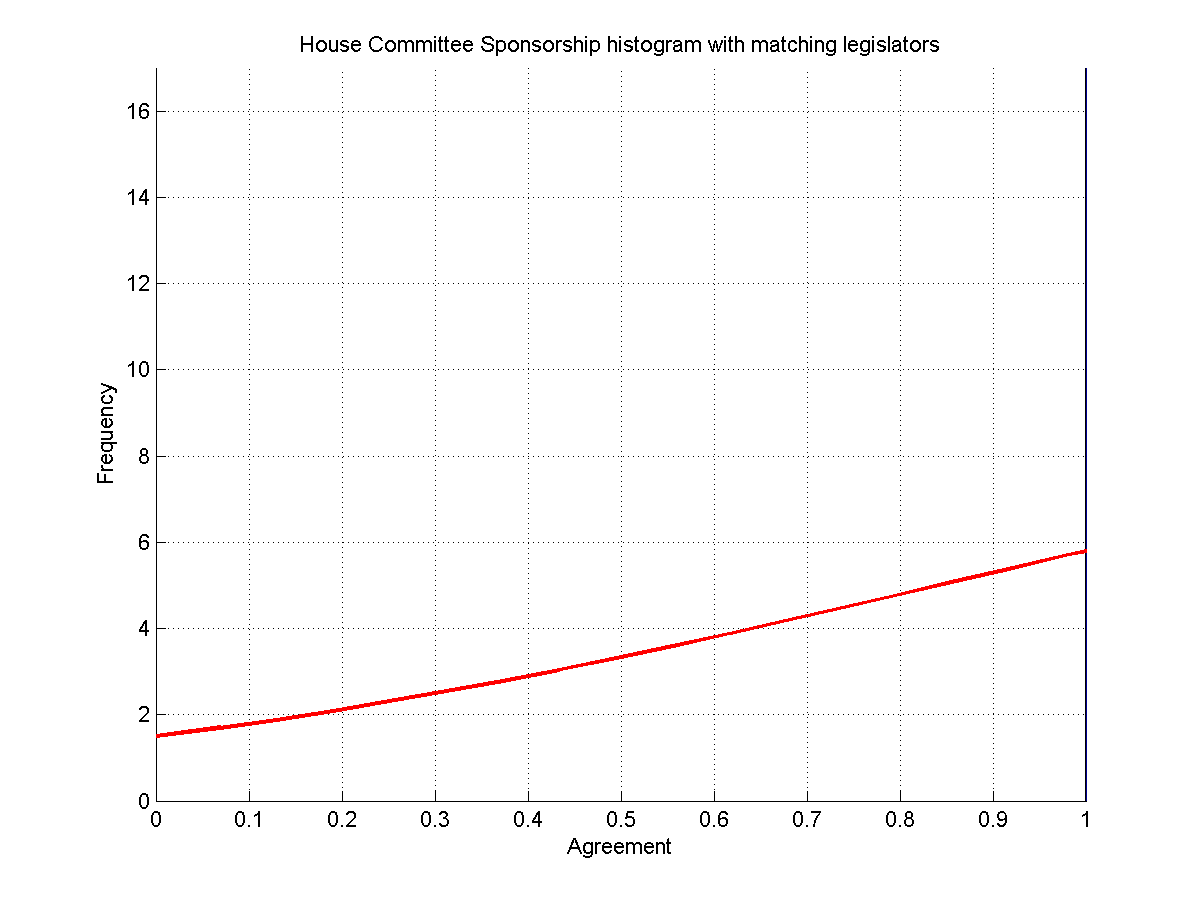 House Committee Sponsorship histogram with matching legislators
16
14
12
10
8
6
4
2
0
Frequency
0 0.1 0.2 0.3 0.4 0.5 0.6 0.7 0.8 0.9 1
Agreement